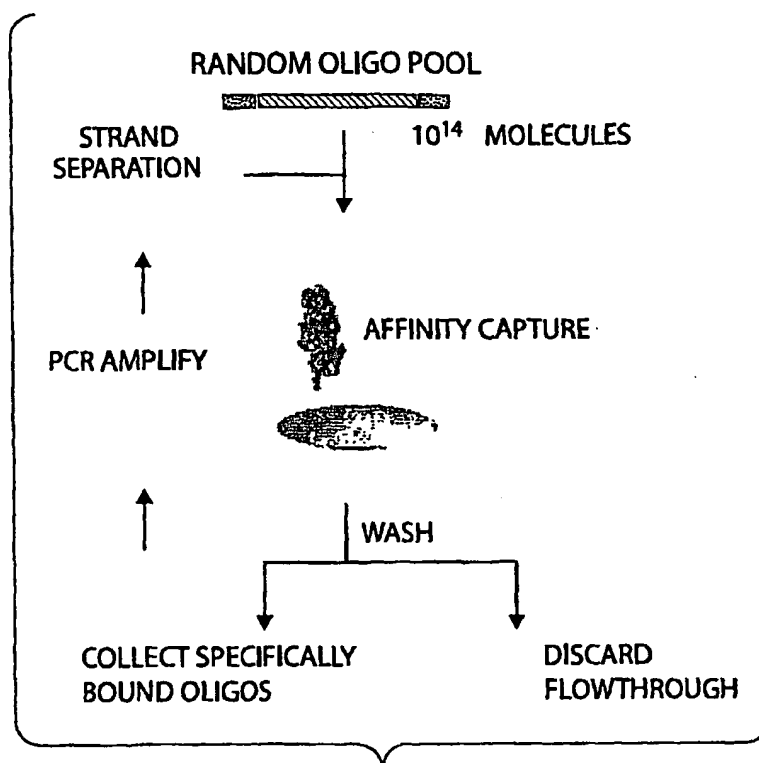 RANDOM OLIGO POOL
10¹⁴ MOLECULES
STRAND
SEPARATION
AFFINITY CAPTURE
PCR AMPLIFY
WASH
COLLECT SPECIFICALLY
BOUND OLIGOS
DISCARD
FLOWTHROUGH